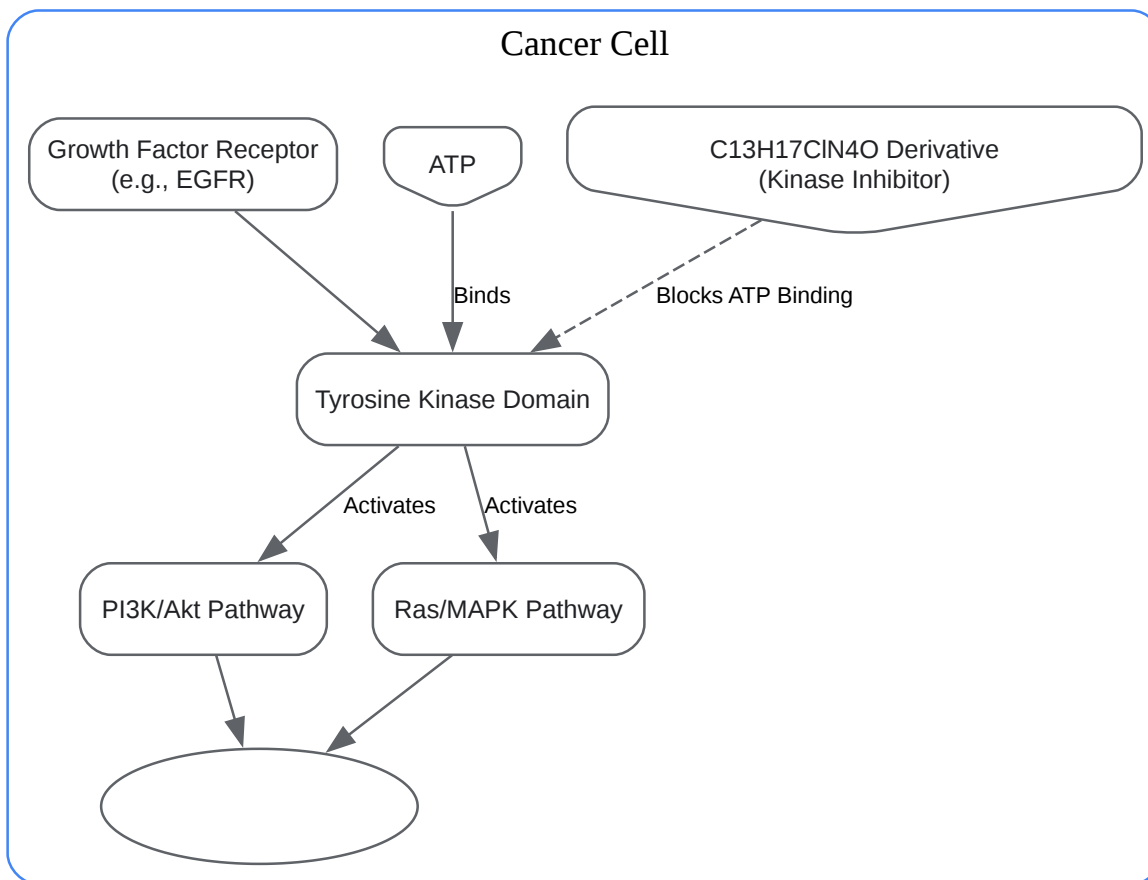 Cancer Cell
Growth Factor Receptor
(e.g., EGFR)
ATP
C13H17ClN4O Derivative
(Kinase Inhibitor)
Binds
Blocks ATP Binding
Tyrosine Kinase Domain
Activates
Activates
PI3K/Akt Pathway
Ras/MAPK Pathway